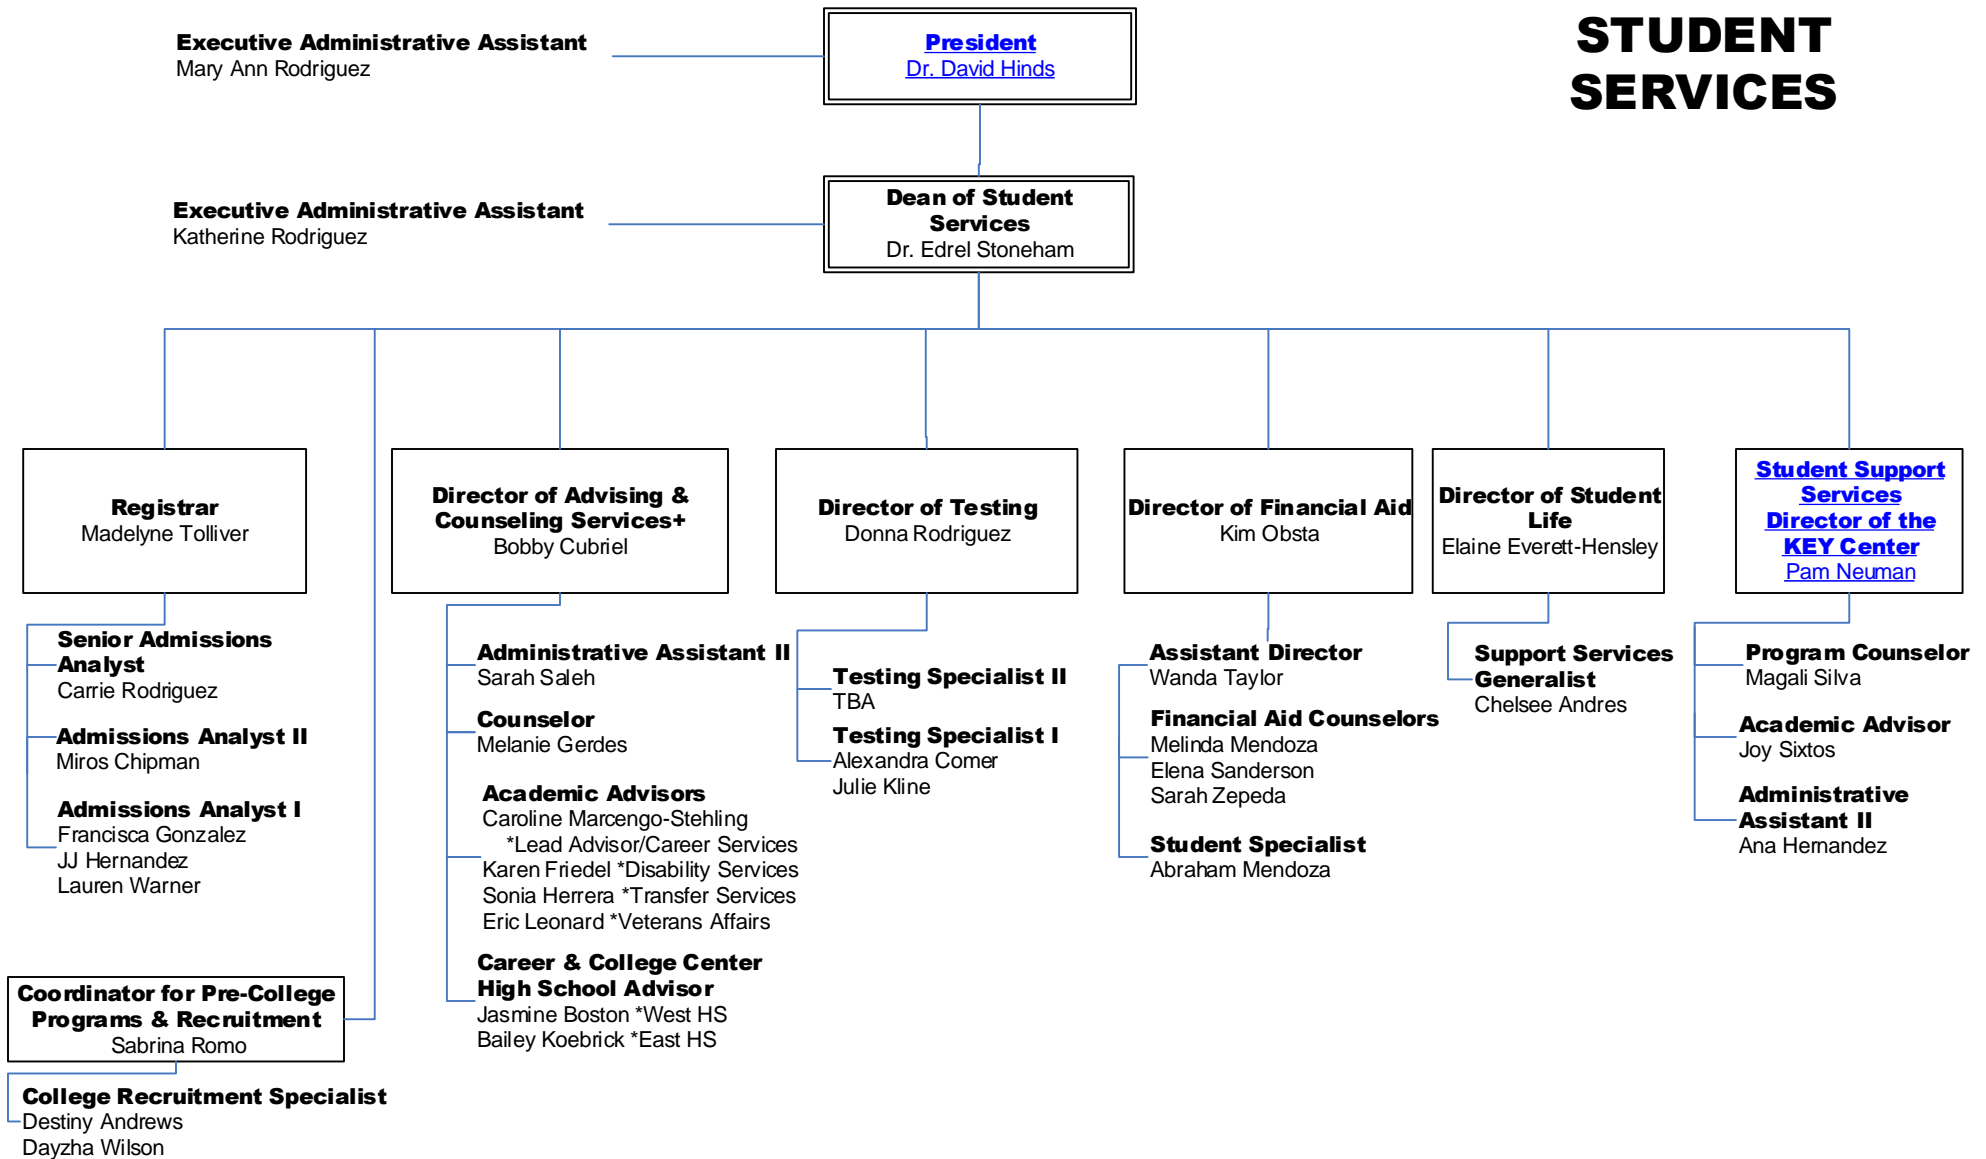 STUDENT
SERVICES
Executive Administrative Assistant
Mary Ann Rodriguez
President
Dr. David Hinds
Executive Administrative Assistant
Katherine Rodriguez
Dean of Student
Services
Dr. Edrel Stoneham
Registrar
Madelyne Tolliver
Senior Admissions
Analyst
Carrie Rodriguez
Admissions Analyst II
Miros Chipman
Admissions Analyst I
Francisca Gonzalez
JJ Hernandez
Lauren Warner
Coordinator for Pre-College
Programs & Recruitment
Sabrina Romo
College Recruitment Specialist
Destiny Andrews
Dayzha Wilson
Director of Advising &
Counseling Services+
Bobby Cubriel
Administrative Assistant II
Sarah Saleh
Counselor
Melanie Gerdes
Academic Advisors
Caroline Marcengo-Stehling
*Lead Advisor/Career Services
Karen Friedel *Disability Services
Sonia Herrera *Transfer Services
Eric Leonard *Veterans Affairs
Career & College Center
High School Advisor
Jasmine Boston *West HS
Bailey Koebrick *East HS
Director of Testing
Donna Rodriguez
Testing Specialist II
TBA
Testing Specialist I
Alexandra Comer
Julie Kline
Director of Financial Aid
Kim Obsta
Assistant Director
Wanda Taylor
Financial Aid Counselors
Melinda Mendoza
Elena Sanderson
Sarah Zepeda
Student Specialist
Abraham Mendoza
Director of Student
Life
Elaine Everett-Hensley
Support Services
Generalist
Chelsee Andres
Student Support
Services
Director of the
KEY Center
Pam Neuman
Program Counselor
Magali Silva
Academic Advisor
Joy Sixtos
Administrative
Assistant II
Ana Hernandez